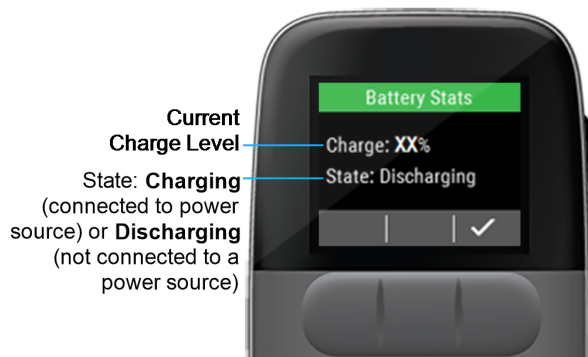 Current
Charge Level
State: Charging
(connected to power
source) or Discharging
(not connected to a
power source)
Battery Stats
Charge: XX%
State: Discharging